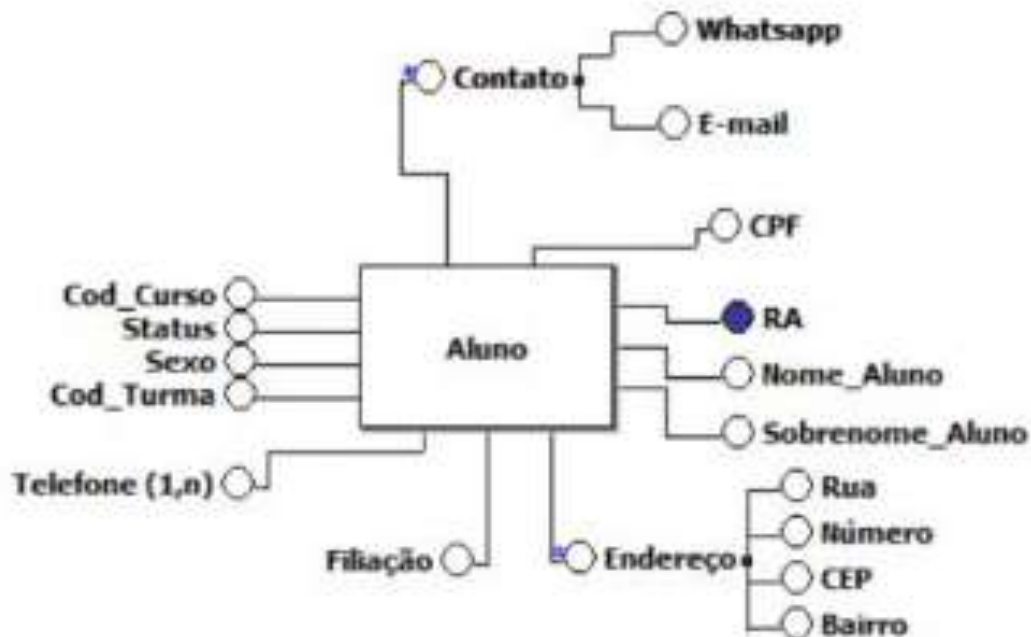 Whatsapp
Contato
E-mail
CPF
Cod_Curso
Status
Sexo
Cod_Turma
Aluno
RA
Nome_Aluno
Sobrenome_Aluno
Telefone (1,n)
Filiação
Endereço
Rua
Número
CEP
Bairro